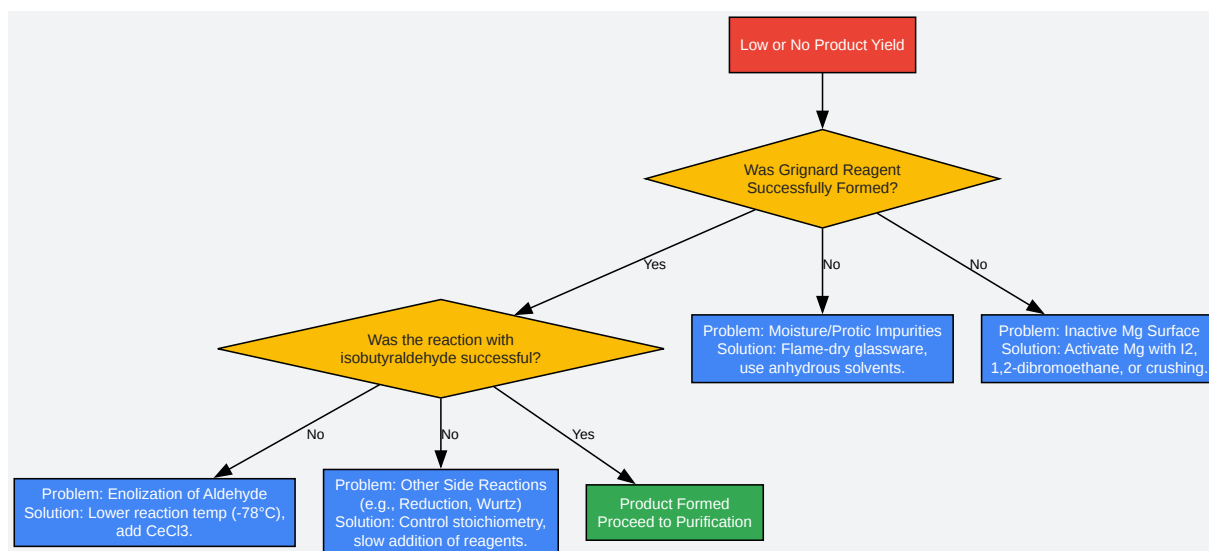 Low or No Product Yield
Was Grignard Reagent
Successfully Formed?
Yes
No
No
Was the reaction with
isobutyraldehyde successful?
Problem: Moisture/Protic Impurities
Solution: Flame-dry glassware,
use anhydrous solvents.
Problem: Inactive Mg Surface
Solution: Activate Mg with I2,
1,2-dibromoethane, or crushing.
No
No
Yes
Problem: Enolization of Aldehyde
Solution: Lower reaction temp (-78°C),
add CeCl3.
Problem: Other Side Reactions
(e.g., Reduction, Wurtz)
Solution: Control stoichiometry,
slow addition of reagents.
Product Formed
Proceed to Purification